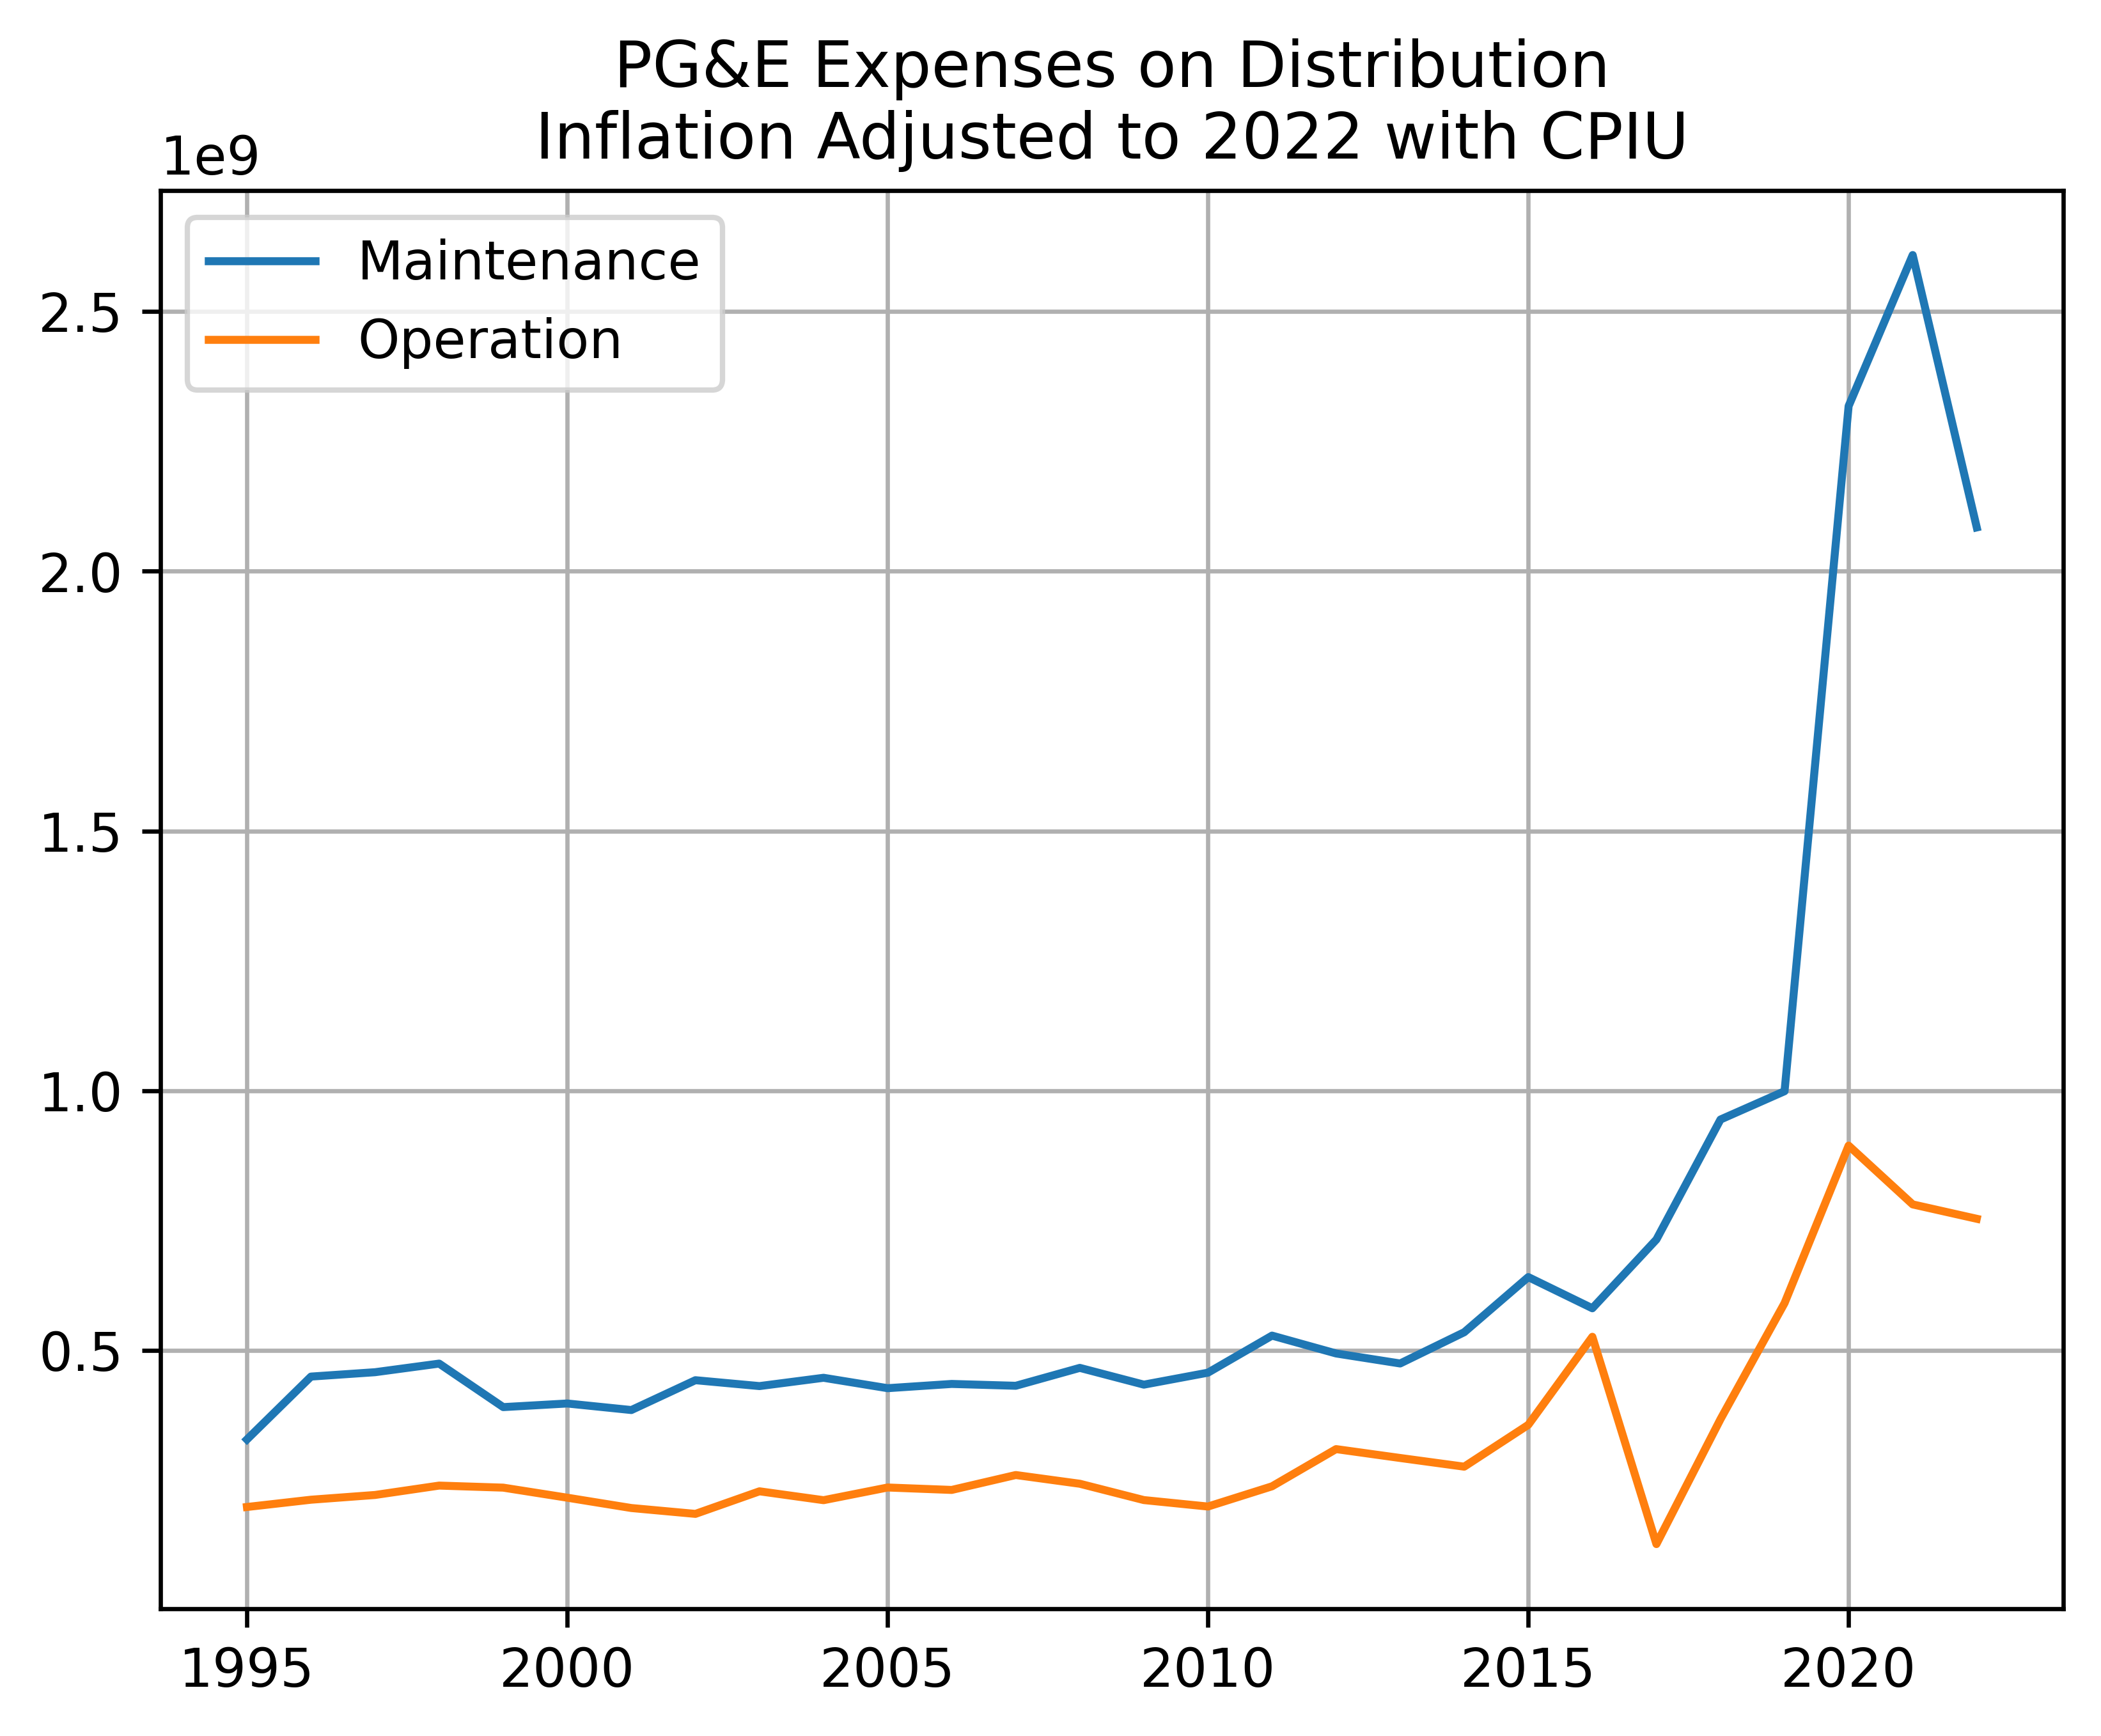 PG&E Expenses on Distribution
Inflation Adjusted to 2022 with CPIU
1e9
Maintenance
Operation
2.5
2.0
1.5
1.0
0.5
1995 2000 2005 2010 2015 2020